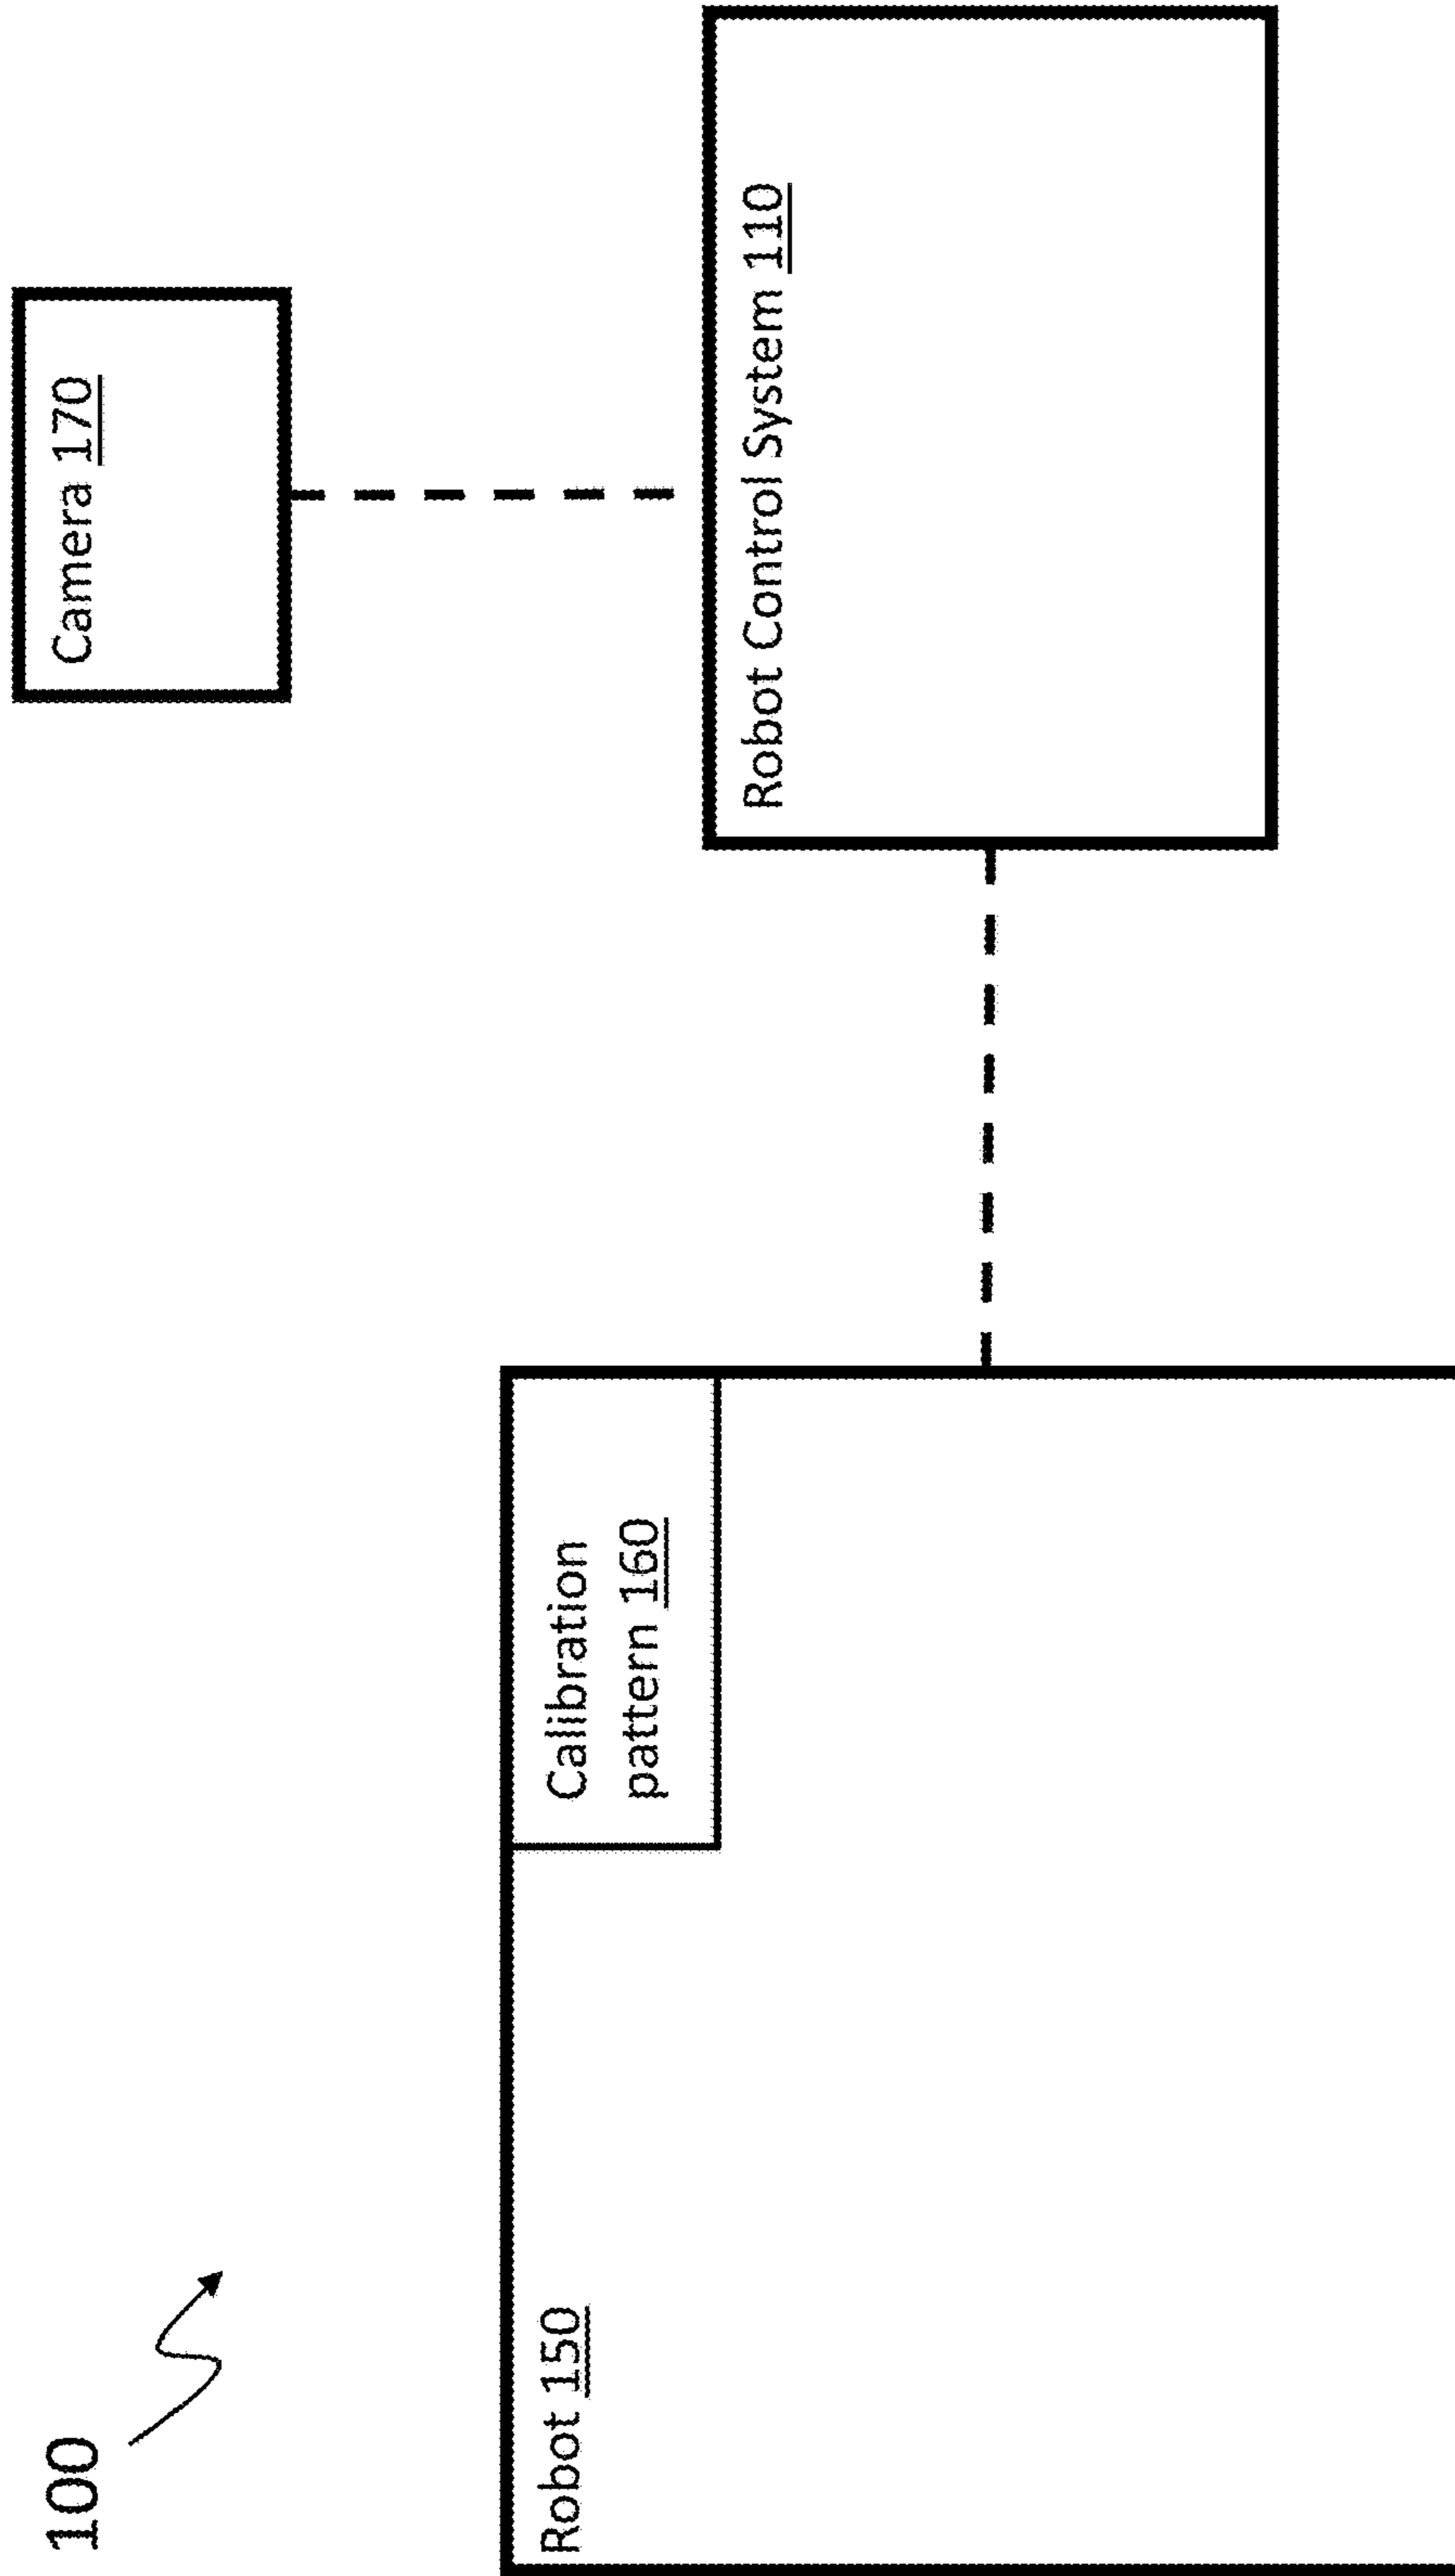 100
Camera 170
Robot 150
Calibration
pattern 160
Robot Control System 110